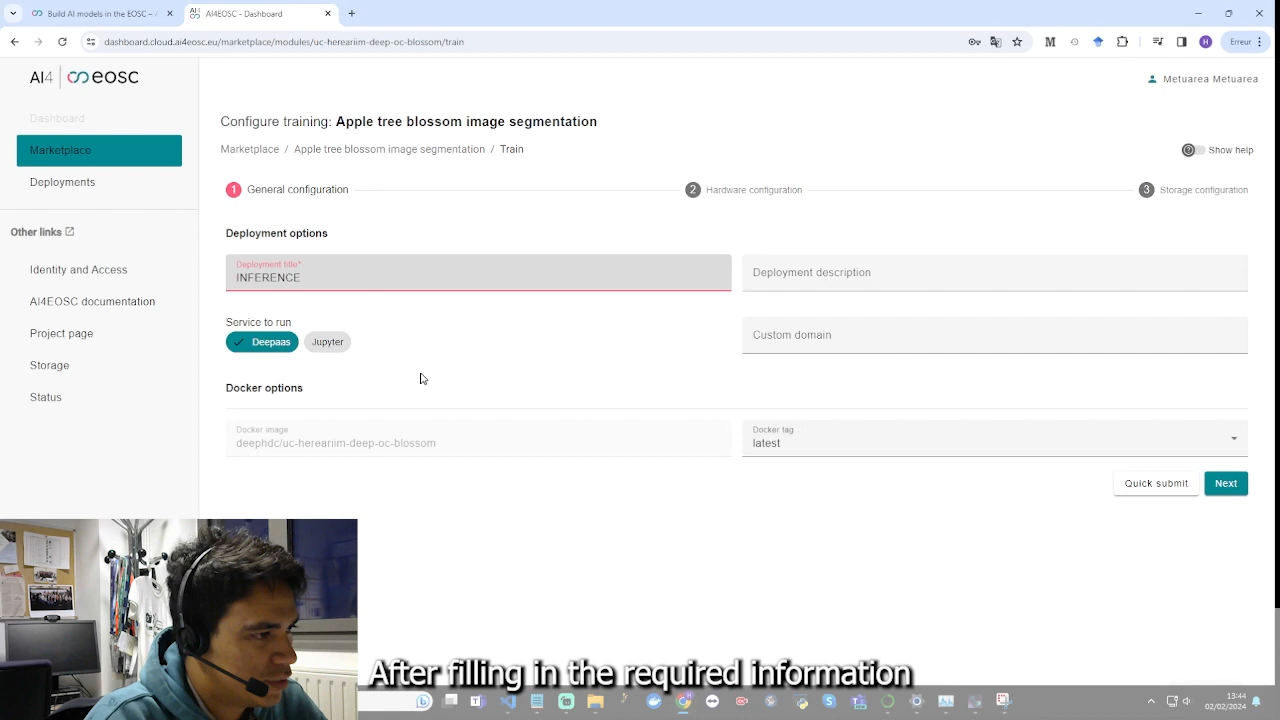 Build AI models in the EOSC -
AI4EOSC - Dashboard
dashboard.cloud.ai4eosc.eu/marketplace/modules/uc-hereariim-deep-oc-blossom/train
M
H
Erreur
AI4 eosc
Metuarea Metuarea
Dashboard
Marketplace
Deployments
Other links
Identity and Access
AI4EOSC documentation
Project page
Storage
Status
Configure training: Apple tree blossom image segmentation
Marketplace / Apple tree blossom image segmentation / Train
Show help
1 General configuration
2 Hardware configuration
3 Storage configuration
Deployment options
Deployment title*
INFERENCE
Deployment description
Service to run
Deepaas
Jupyter
Custom domain
Docker options
Docker image
deephdc/uc-hereariim-deep-oc-blossom
Docker tag
latest
Quick submit
Next
After filling in the required information
13:44
02/02/2024